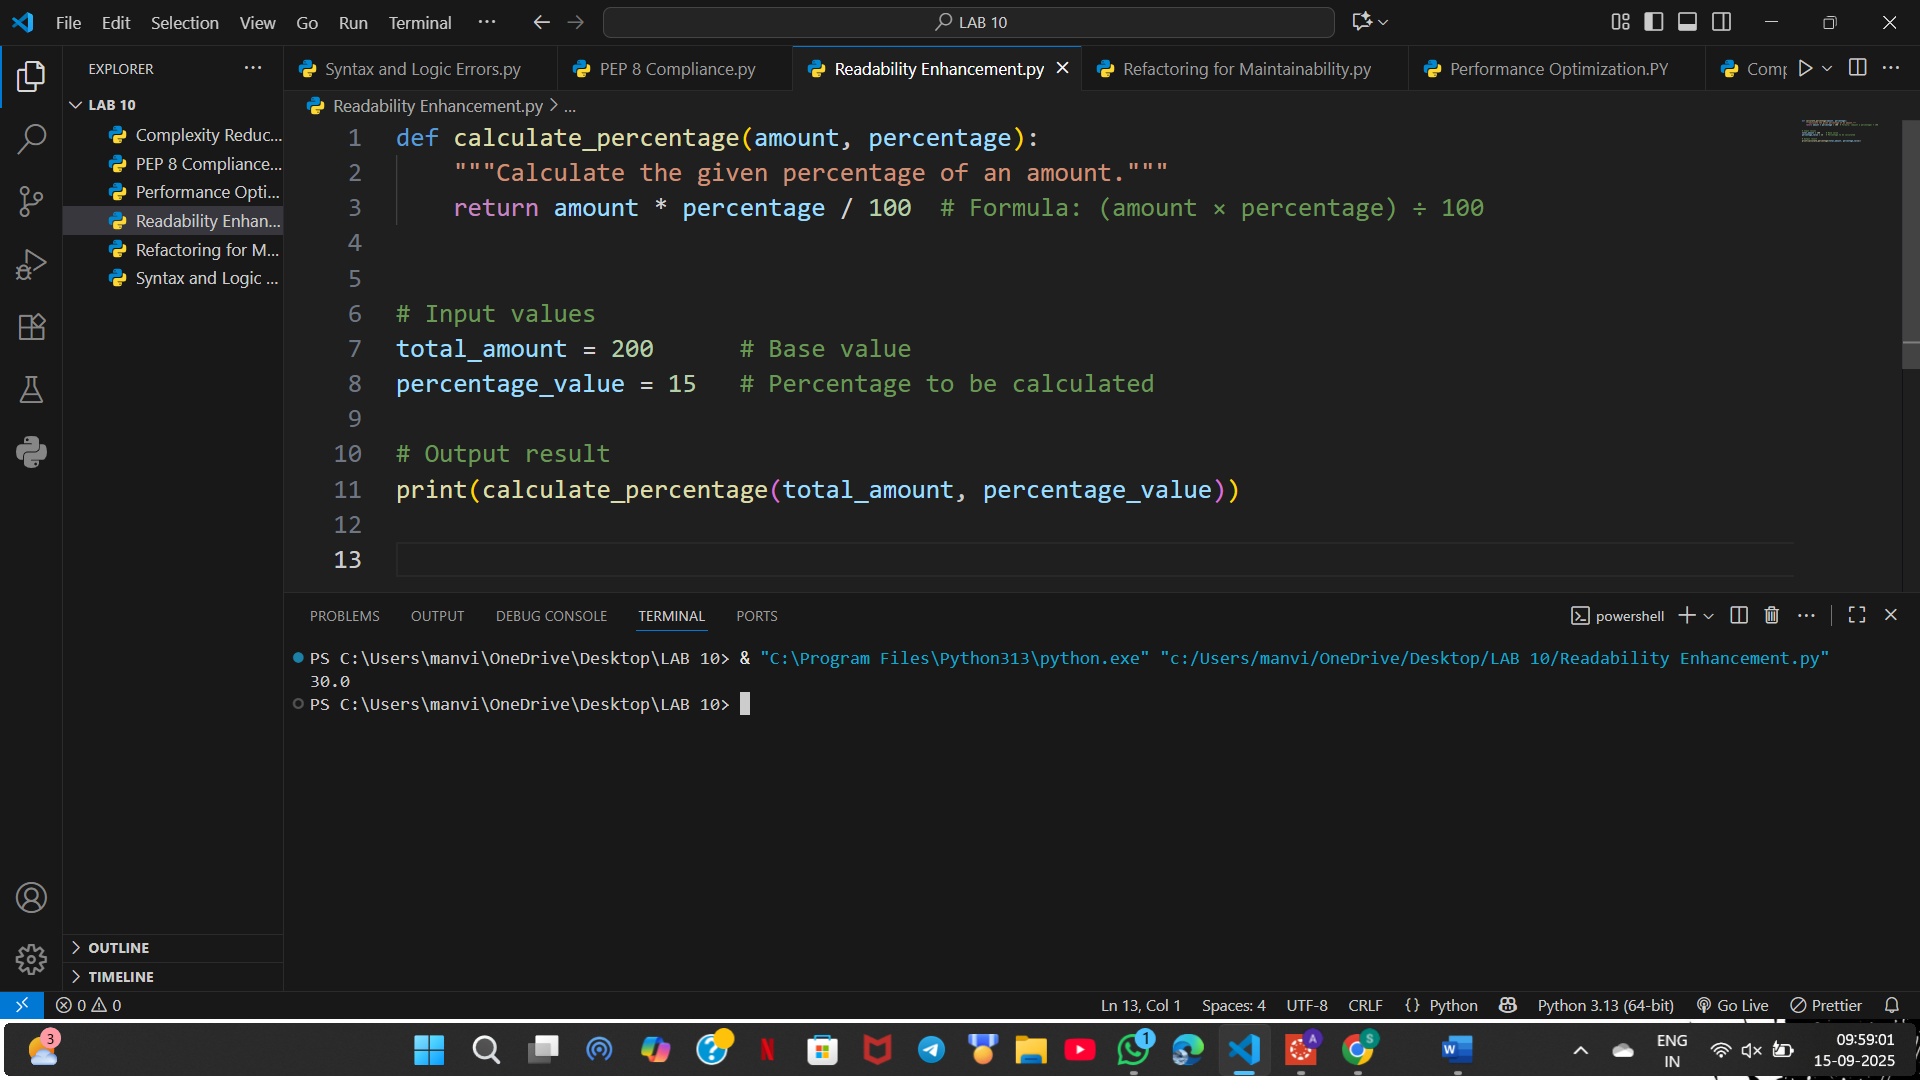 File Edit Selection View Go Run Terminal ··· LAB 10
EXPLORER ···
LAB 10
Complexity Reduc...
PEP 8 Compliance...
Performance Opti...
Readability Enhan...
Refactoring for M...
Syntax and Logic ...
OUTLINE
TIMELINE
Syntax and Logic Errors.py PEP 8 Compliance.py Readability Enhancement.py Refactoring for Maintainability.py Performance Optimization.PY Comp
Readability Enhancement.py > ...
1 def calculate_percentage(amount, percentage):
2 """Calculate the given percentage of an amount."""
3 return amount * percentage / 100 # Formula: (amount × percentage) ÷ 100
4
5
6 # Input values
7 total_amount = 200 # Base value
8 percentage_value = 15 # Percentage to be calculated
9
10 # Output result
11 print(calculate_percentage(total_amount, percentage_value))
12
13
PROBLEMS OUTPUT DEBUG CONSOLE TERMINAL PORTS powershell
PS C:\Users\manvi\OneDrive\Desktop\LAB 10> & "C:\Program Files\Python313\python.exe" "c:/Users/manvi/OneDrive/Desktop/LAB 10/Readability Enhancement.py"
30.0
PS C:\Users\manvi\OneDrive\Desktop\LAB 10>
0 0 Ln 13, Col 1 Spaces: 4 UTF-8 CRLF {} Python Python 3.13 (64-bit) Go Live Prettier
3 1 A S ENG 09:59:01
IN 15-09-2025